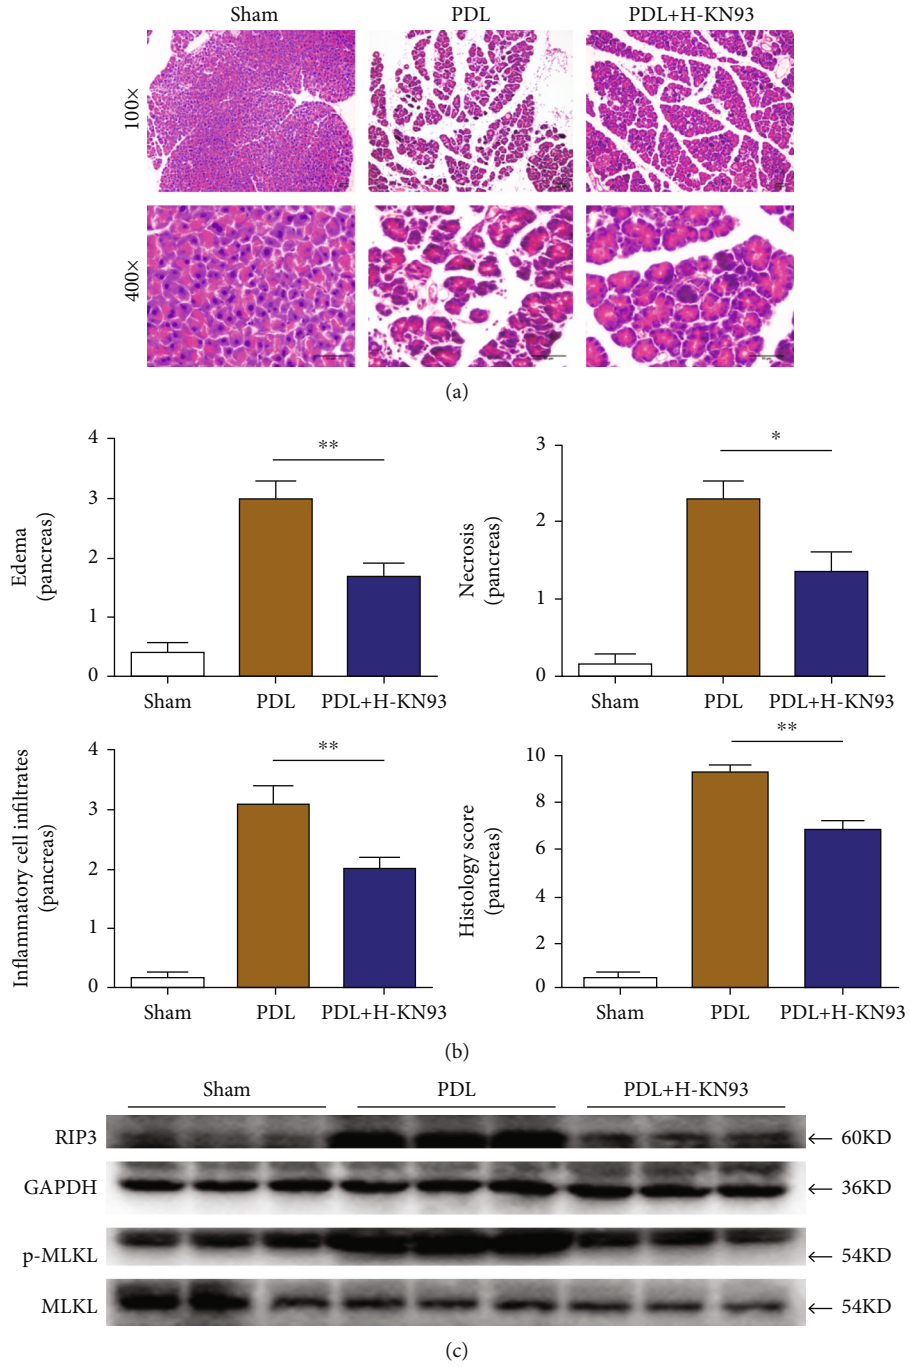 Sham PDL PDL+H-KN93
100×
400×
(a)
Edema
(pancreas)
4
3
2
1
0
**
Sham PDL PDL+H-KN93
Necrosis
(pancreas)
3
2
1
0
*
Sham PDL PDL+H-KN93
Inflammatory cell infiltrates
(pancreas)
4
3
2
1
0
**
Sham PDL PDL+H-KN93
Histology score
(pancreas)
10
8
6
4
2
0
**
Sham PDL PDL+H-KN93
(b)
Sham PDL PDL+H-KN93
RIP3 ← 60KD
GAPDH ← 36KD
p-MLKL ← 54KD
MLKL ← 54KD
(c)